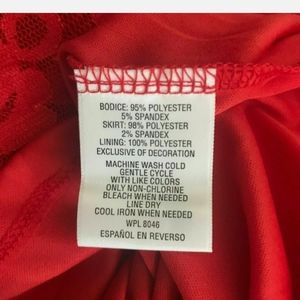 BODICE: 95% POLYESTER
5% SPANDEX
SKIRT: 98% POLYESTER
2% SPANDEX
LINING: 100% POLYESTER
EXCLUSIVE OF DECORATION
MACHINE WASH COLD
GENTLE CYCLE
WITH LIKE COLORS
ONLY NON-CHLORINE
BLEACH WHEN NEEDED
LINE DRY
COOL IRON WHEN NEEDED
WPL 8046
ESPAÑOL EN REVERSO